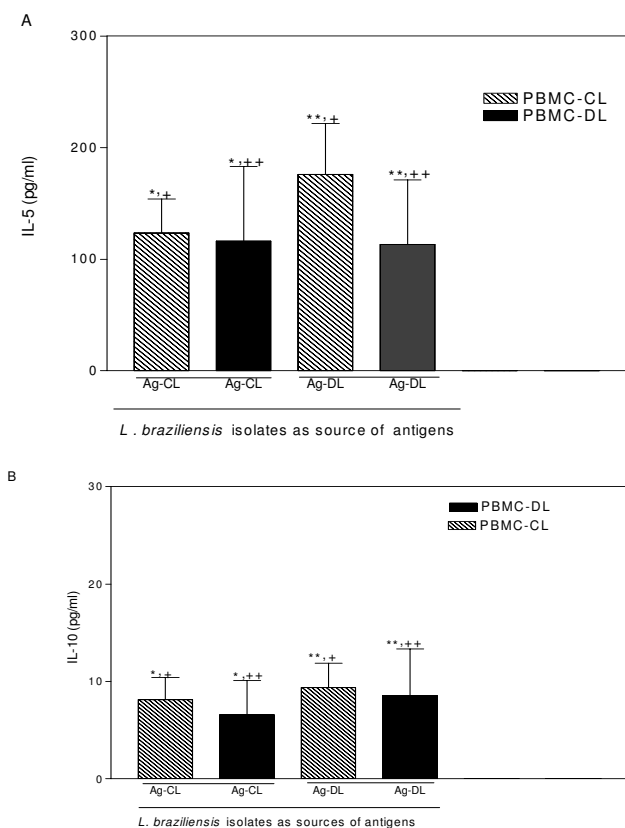 A
300
PBMC-CL
PBMC-DL
**,+
200
*,++
**,++
*,+
IL-5 (pg/ml)
100
0
Ag-CL Ag-CL Ag-DL Ag-DL
L . braziliensis isolates as source of antigens
B
30
PBMC-DL
PBMC-CL
20
IL-10 (pg/ml)
**,+ **,++
*,+ *,++
10
0
Ag-CL Ag-CL Ag-DL Ag-DL
L. braziliensis isolates as sources of antigens